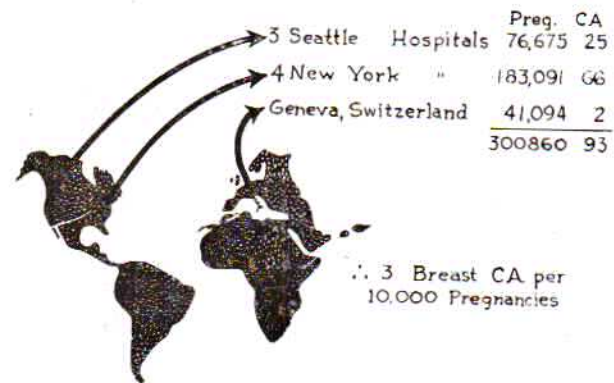 Preg. CA
3 Seattle Hospitals 76,675 25
4 New York " 183,091 66
Geneva, Switzerland 41,094 2
300860 93
∴ 3 Breast CA per
10.000 Pregnancies